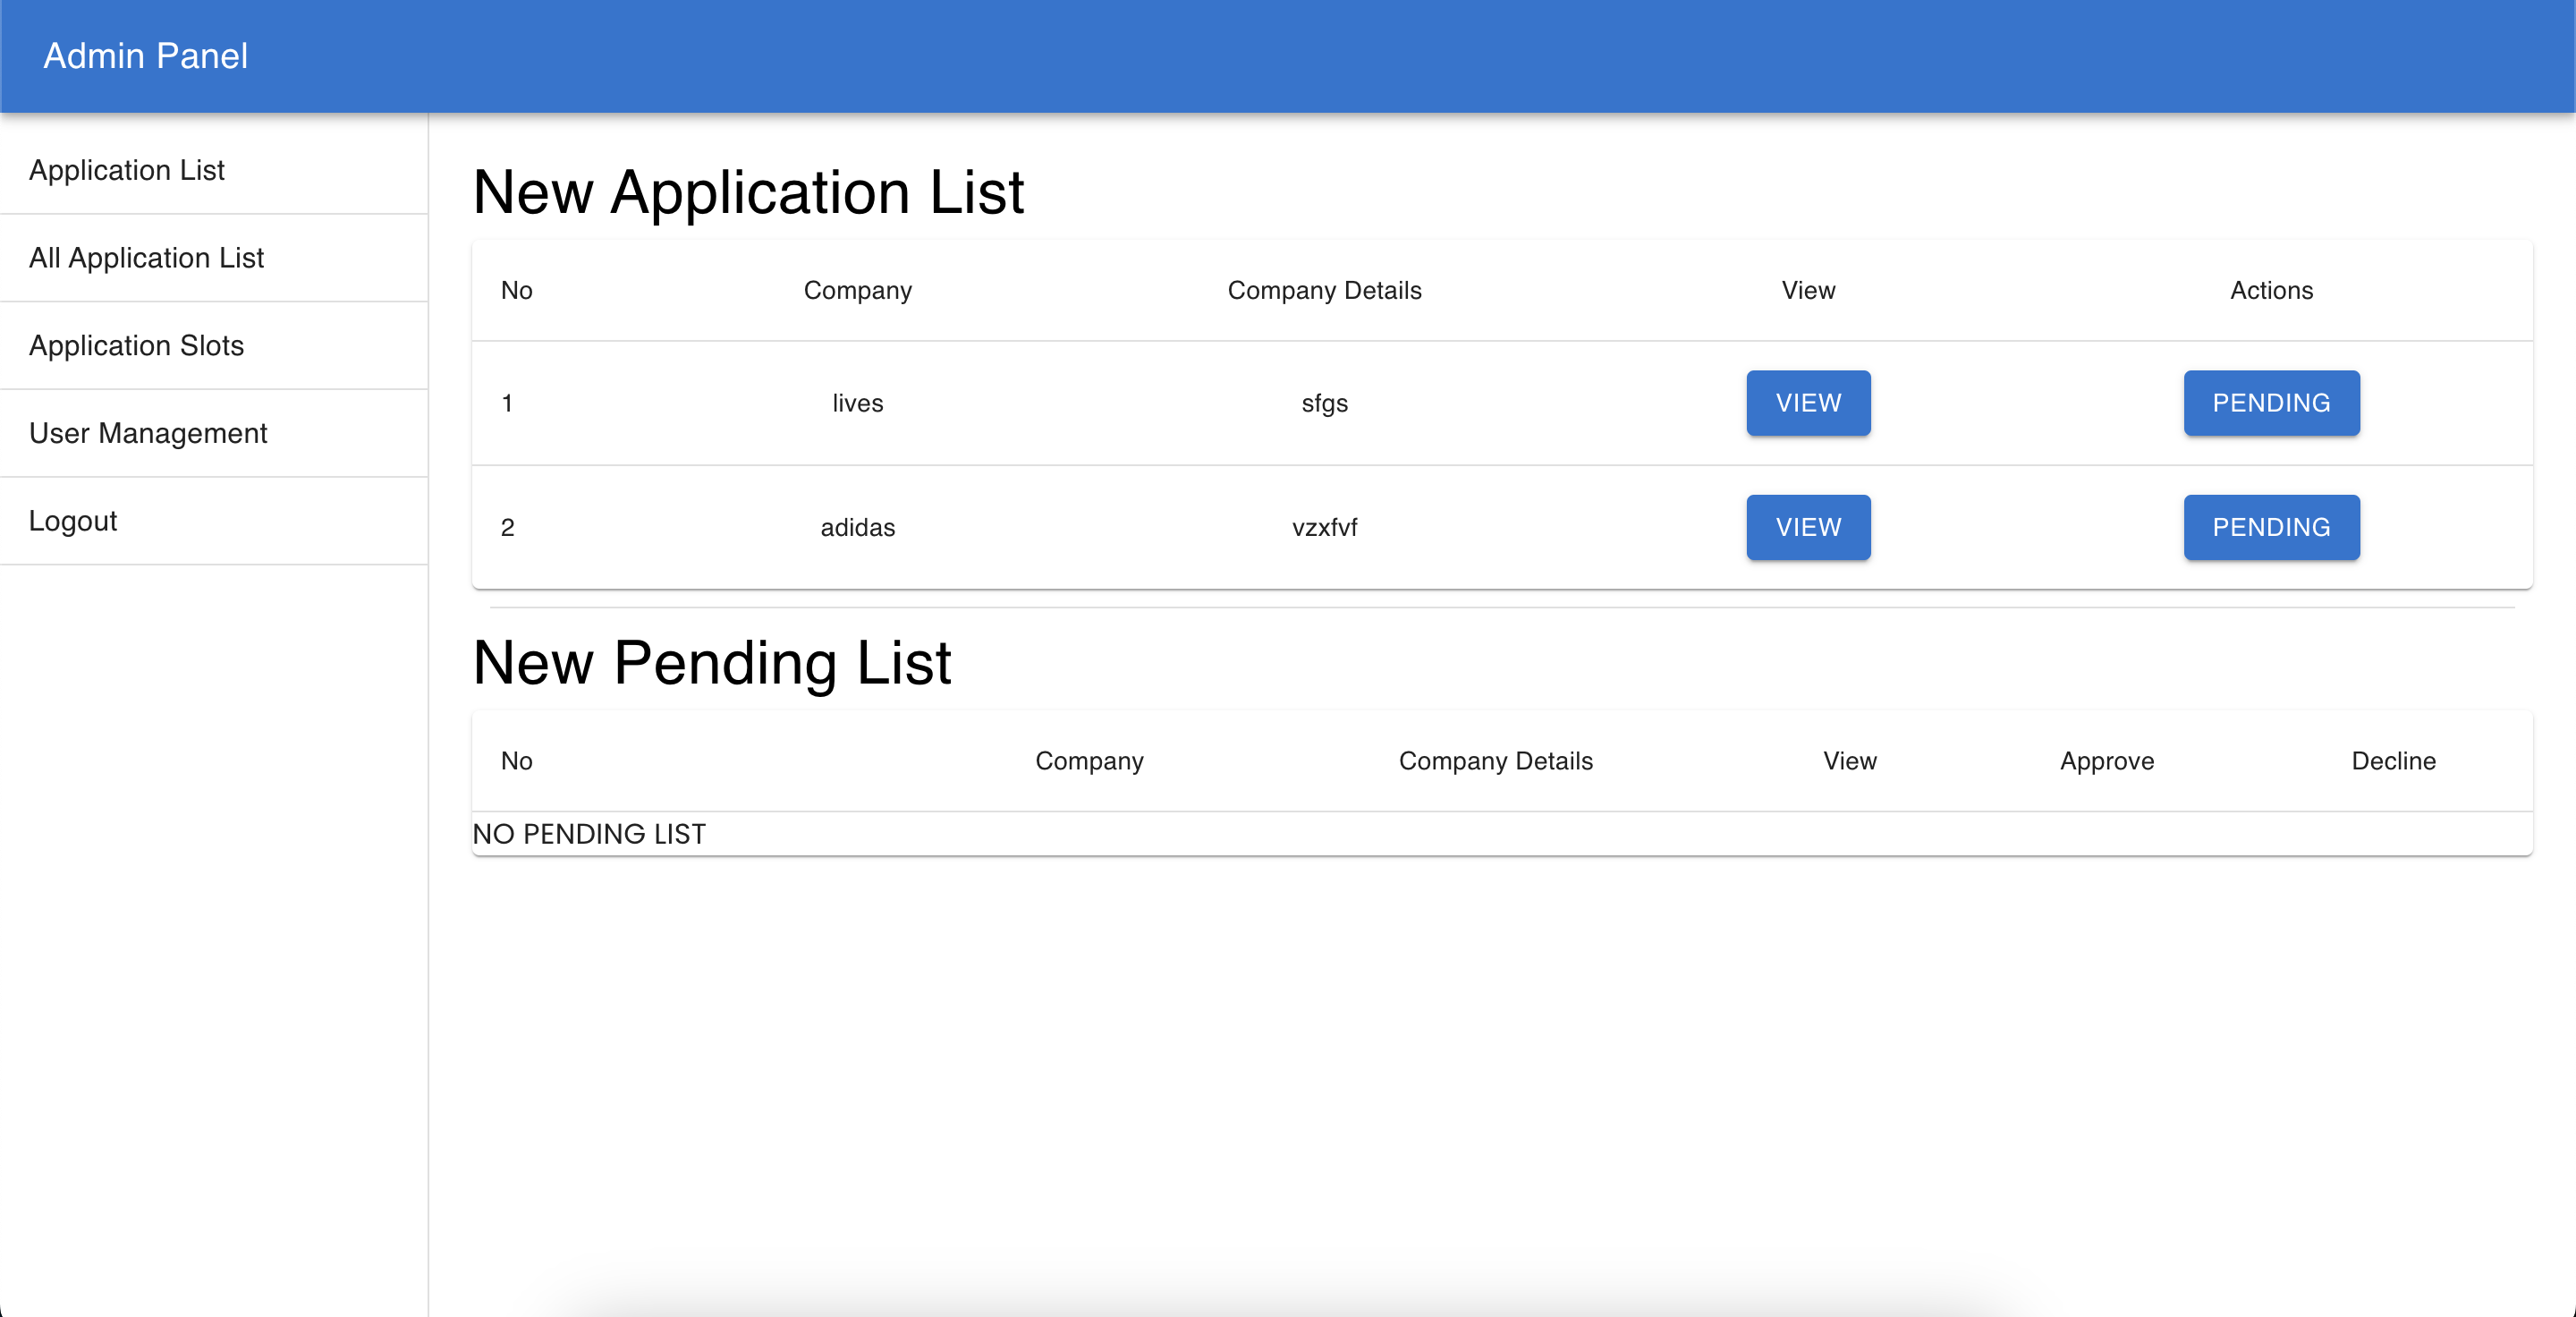 Admin Panel
Application List
All Application List
Application Slots
User Management
Logout
New Application List
No Company Company Details View Actions
1 lives sfgs VIEW PENDING
2 adidas vzxfvf VIEW PENDING
New Pending List
No Company Company Details View Approve Decline
NO PENDING LIST